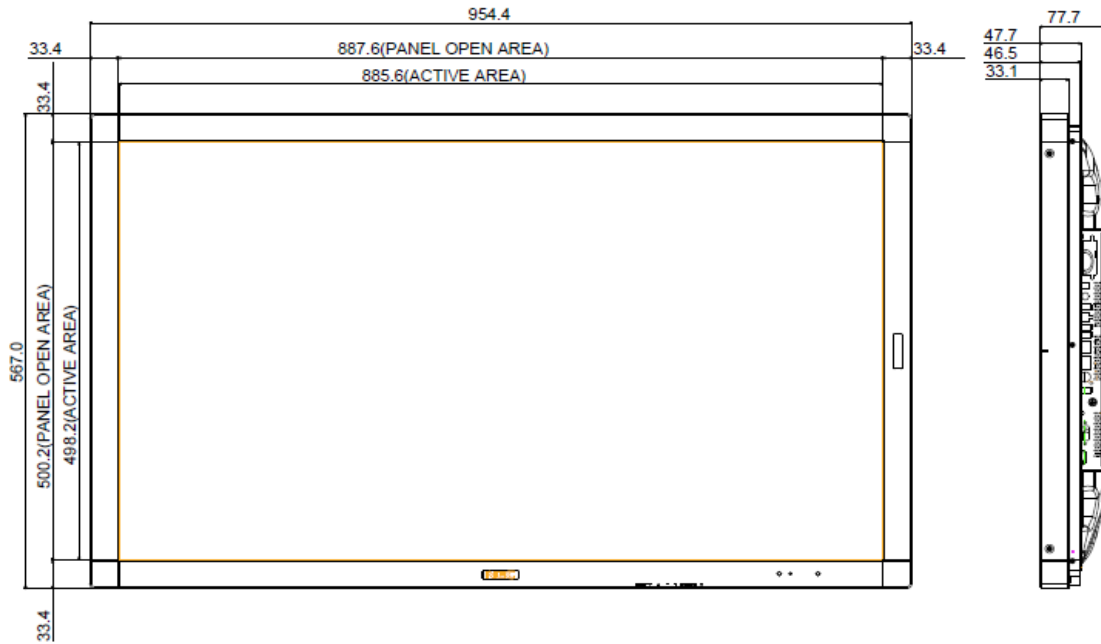 954.4
77.7
33.4
887.6(PANEL OPEN AREA)
33.4
47.7
885.6(ACTIVE AREA)
46.5
33.1
33.4
567.0
500.2(PANEL OPEN AREA)
498.2(ACTIVE AREA)
33.4